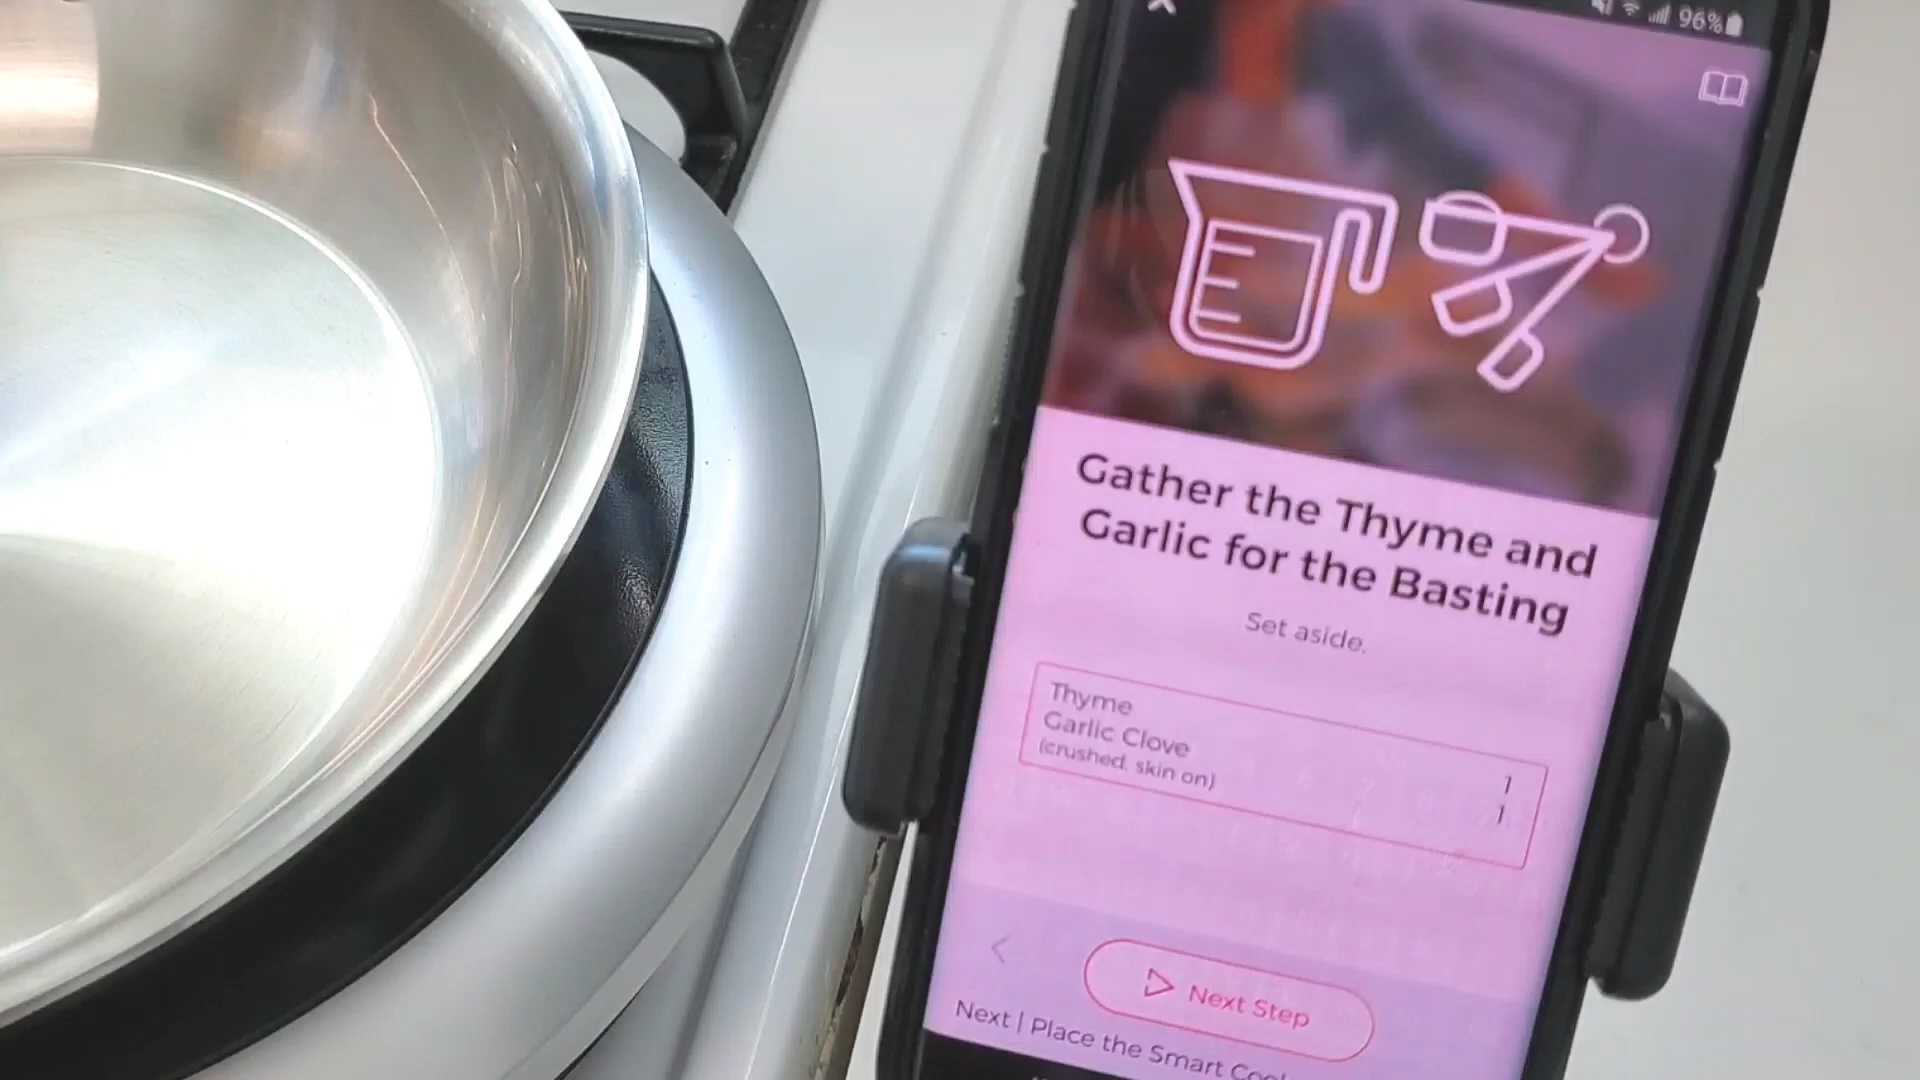 96%
Gather the Thyme and
Garlic for the Basting
Set aside.
Thyme 1
Garlic Clove 1
(crushed, skin on)
Next Step
Next | Place the Smart